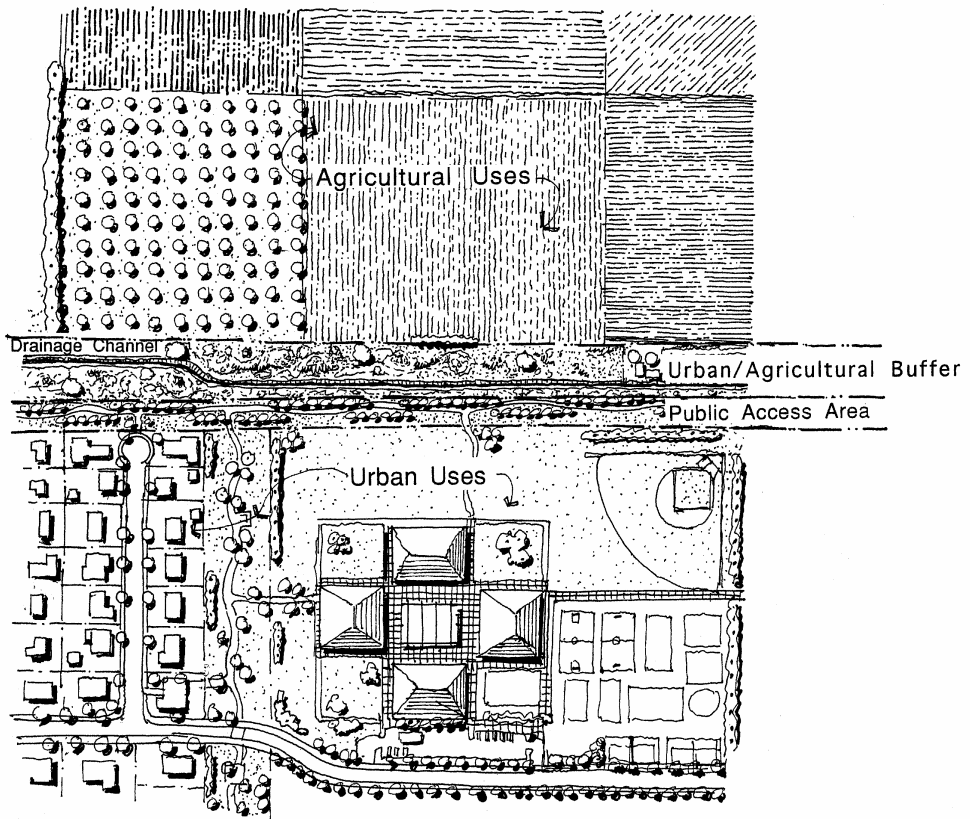 Agricultural Uses
Drainage Channel
Urban/Agricultural Buffer
Public Access Area
Urban Uses